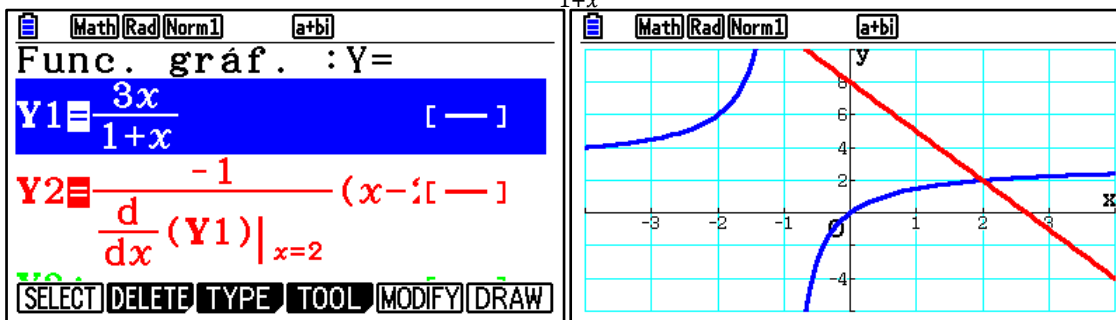 1+x
Math Rad Norm1 a+bi
Func. gráf. :Y=
Y1=3x/1+x [—]
Y2=-1/d/dx(Y1)|x=2 (x- [—]
SELECT DELETE TYPE TOOL MODIFY DRAW
Math Rad Norm1 a+bi
y
8
6
4
2
x
-3 -2 -1 O 1 2 3
-4